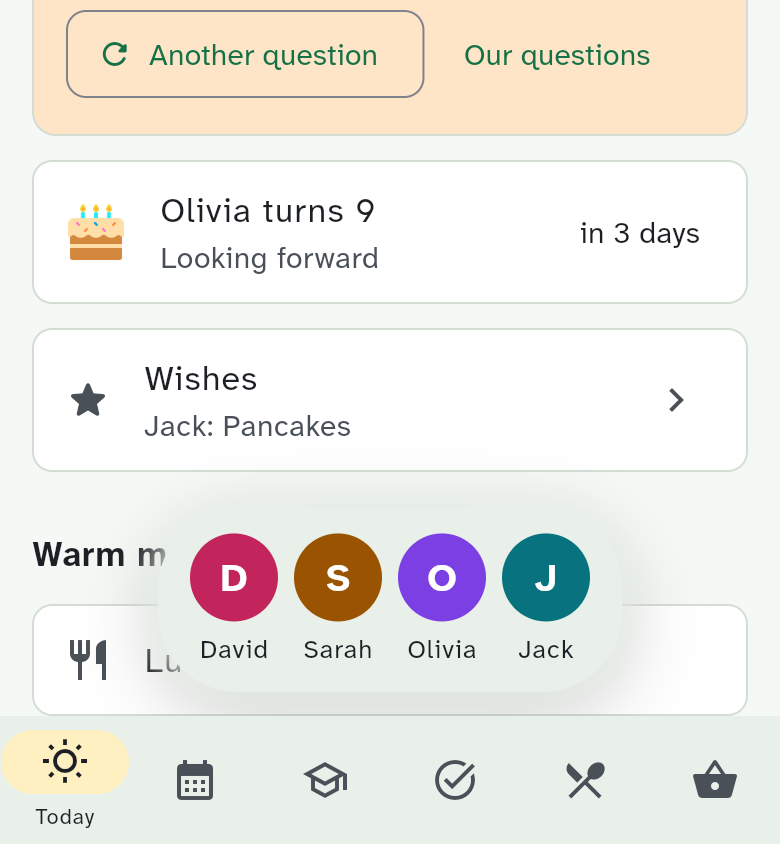 Another question
Our questions
Olivia turns 9
Looking forward
in 3 days
Wishes
Jack: Pancakes
Warm
D
S
O
J
David
Sarah
Olivia
Jack
Today